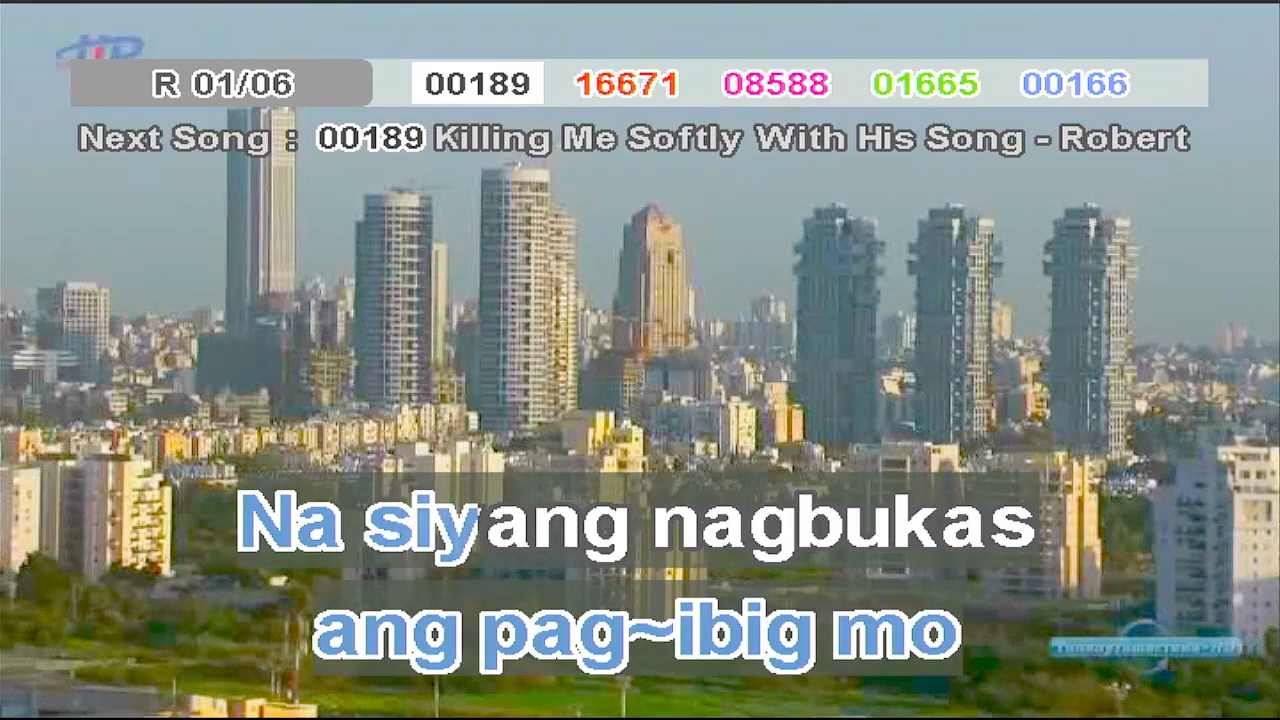 R 01/06 00189 16671 08588 01665 00166
Next Song : 00189 Killing Me Softly With His Song - Robert
Na siyang nagbukas
ang pag~ibig mo